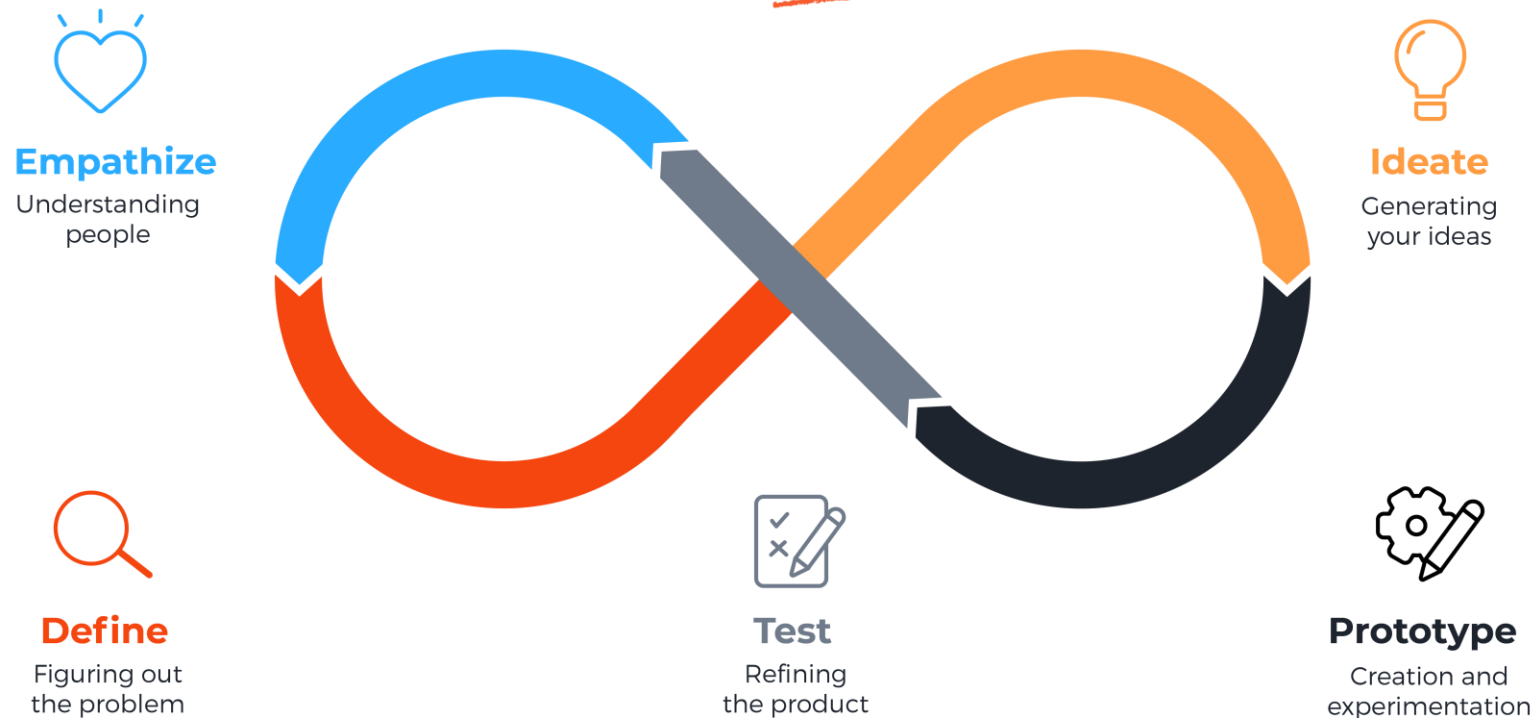 Empathize
Understanding
people
Ideate
Generating
your ideas
Define
Figuring out
the problem
Test
Refining
the product
Prototype
Creation and
experimentation